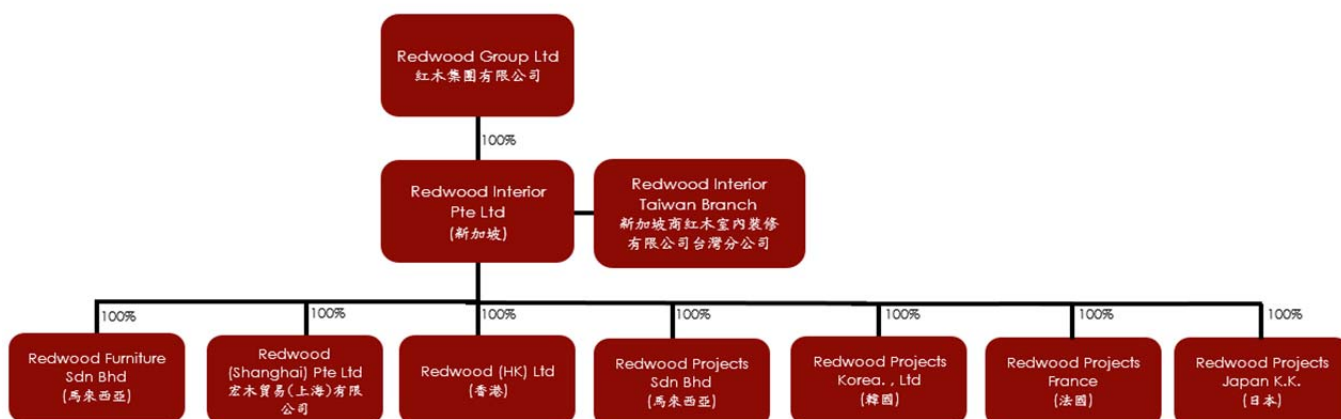 Redwood Group Ltd
紅木集團有限公司
100%
Redwood Interior
Pte Ltd
(新加坡)
Redwood Interior
Taiwan Branch
新加坡商紅木室內裝修
有限公司台灣分公司
100%
Redwood Furniture
Sdn Bhd
(馬來西亞)
100%
Redwood
(Shanghai) Pte Ltd
宏木貿易(上海)有限
公司
100%
Redwood (HK) Ltd
(香港)
100%
Redwood Projects
Sdn Bhd
(馬來西亞)
100%
Redwood Projects
Korea. , Ltd
(韓國)
100%
Redwood Projects
France
(法國)
100%
Redwood Projects
Japan K.K.
(日本)